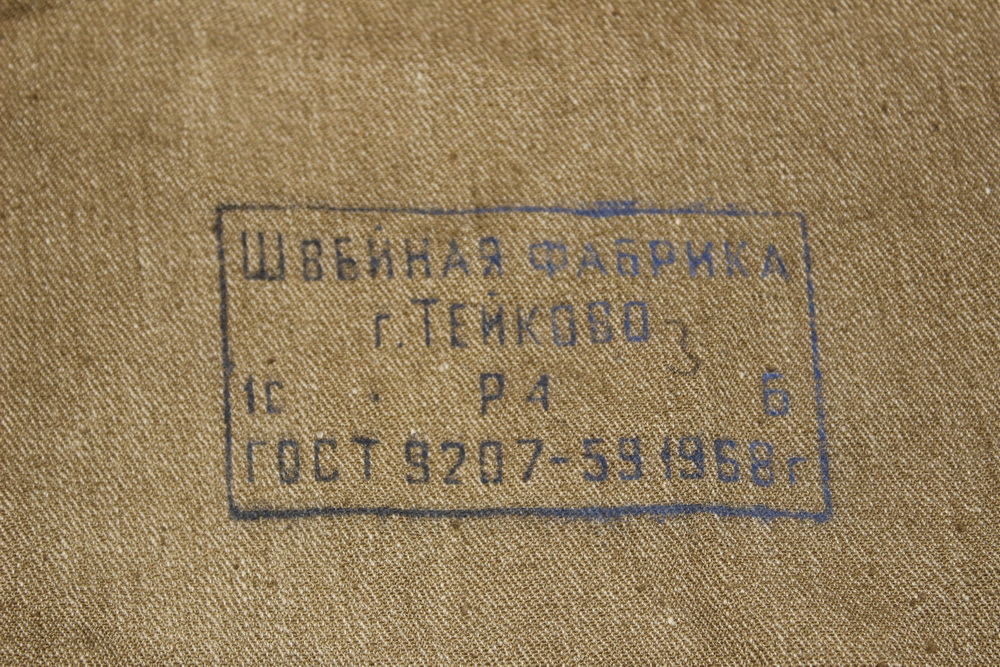 ШВЕЙНАЯ ФАБРИКА
г. ТЕЙКОВО
3
1с Р4 Б
ГОСТ 9207-59 1968г